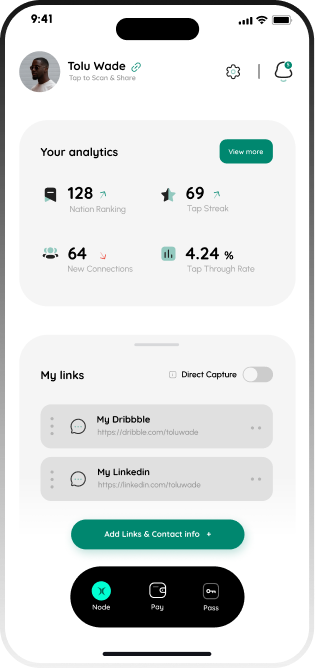 9:41
Tolu Wade
Tap to Scan & Share
1
Your analytics
View more
128
Nation Ranking
69
Tap Streak
64
New Connections
4.24 %
Tap Through Rate
My links
Direct Capture
My Dribbble
https://dribble.com/toluwade
My Linkedin
https://linkedin.com/toluwade
Add Links & Contact info +
Node
Pay
Pass